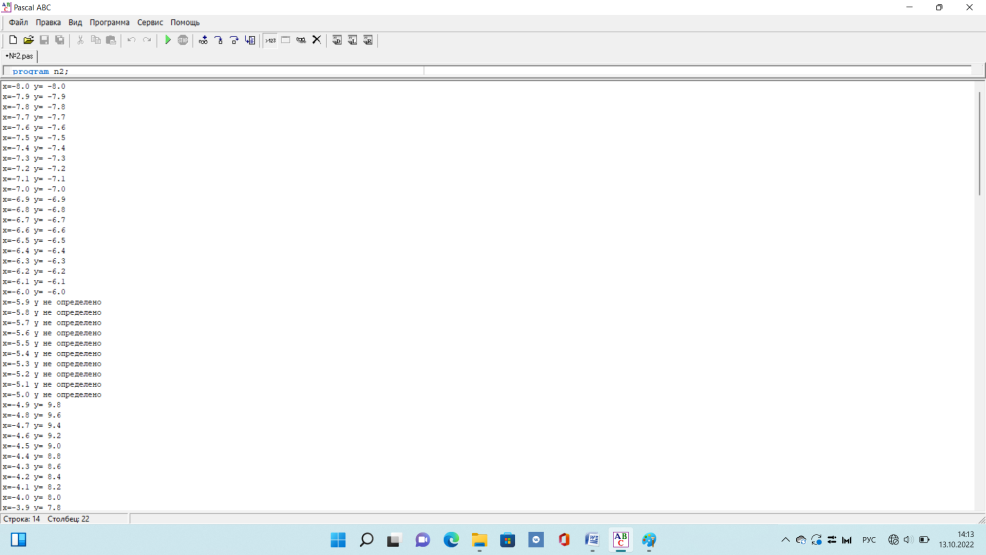 Pascal ABC
Файл Правка Вид Программа Сервис Помощь
•№2.pas
program n2;
x=-8.0 y= -8.0
x=-7.9 y= -7.9
x=-7.8 y= -7.8
x=-7.7 y= -7.7
x=-7.6 y= -7.6
x=-7.5 y= -7.5
x=-7.4 y= -7.4
x=-7.3 y= -7.3
x=-7.2 y= -7.2
x=-7.1 y= -7.1
x=-7.0 y= -7.0
x=-6.9 y= -6.9
x=-6.8 y= -6.8
x=-6.7 y= -6.7
x=-6.6 y= -6.6
x=-6.5 y= -6.5
x=-6.4 y= -6.4
x=-6.3 y= -6.3
x=-6.2 y= -6.2
x=-6.1 y= -6.1
x=-6.0 y= -6.0
x=-5.9 y не определено
x=-5.8 y не определено
x=-5.7 y не определено
x=-5.6 y не определено
x=-5.5 y не определено
x=-5.4 y не определено
x=-5.3 y не определено
x=-5.2 y не определено
x=-5.1 y не определено
x=-5.0 y не определено
x=-4.9 y= 9.8
x=-4.8 y= 9.6
x=-4.7 y= 9.4
x=-4.6 y= 9.2
x=-4.5 y= 9.0
x=-4.4 y= 8.8
x=-4.3 y= 8.6
x=-4.2 y= 8.4
x=-4.1 y= 8.2
x=-4.0 y= 8.0
x=-3.9 y= 7.8
Строка: 14 Столбец: 22
РУС
14:13
13.10.2022